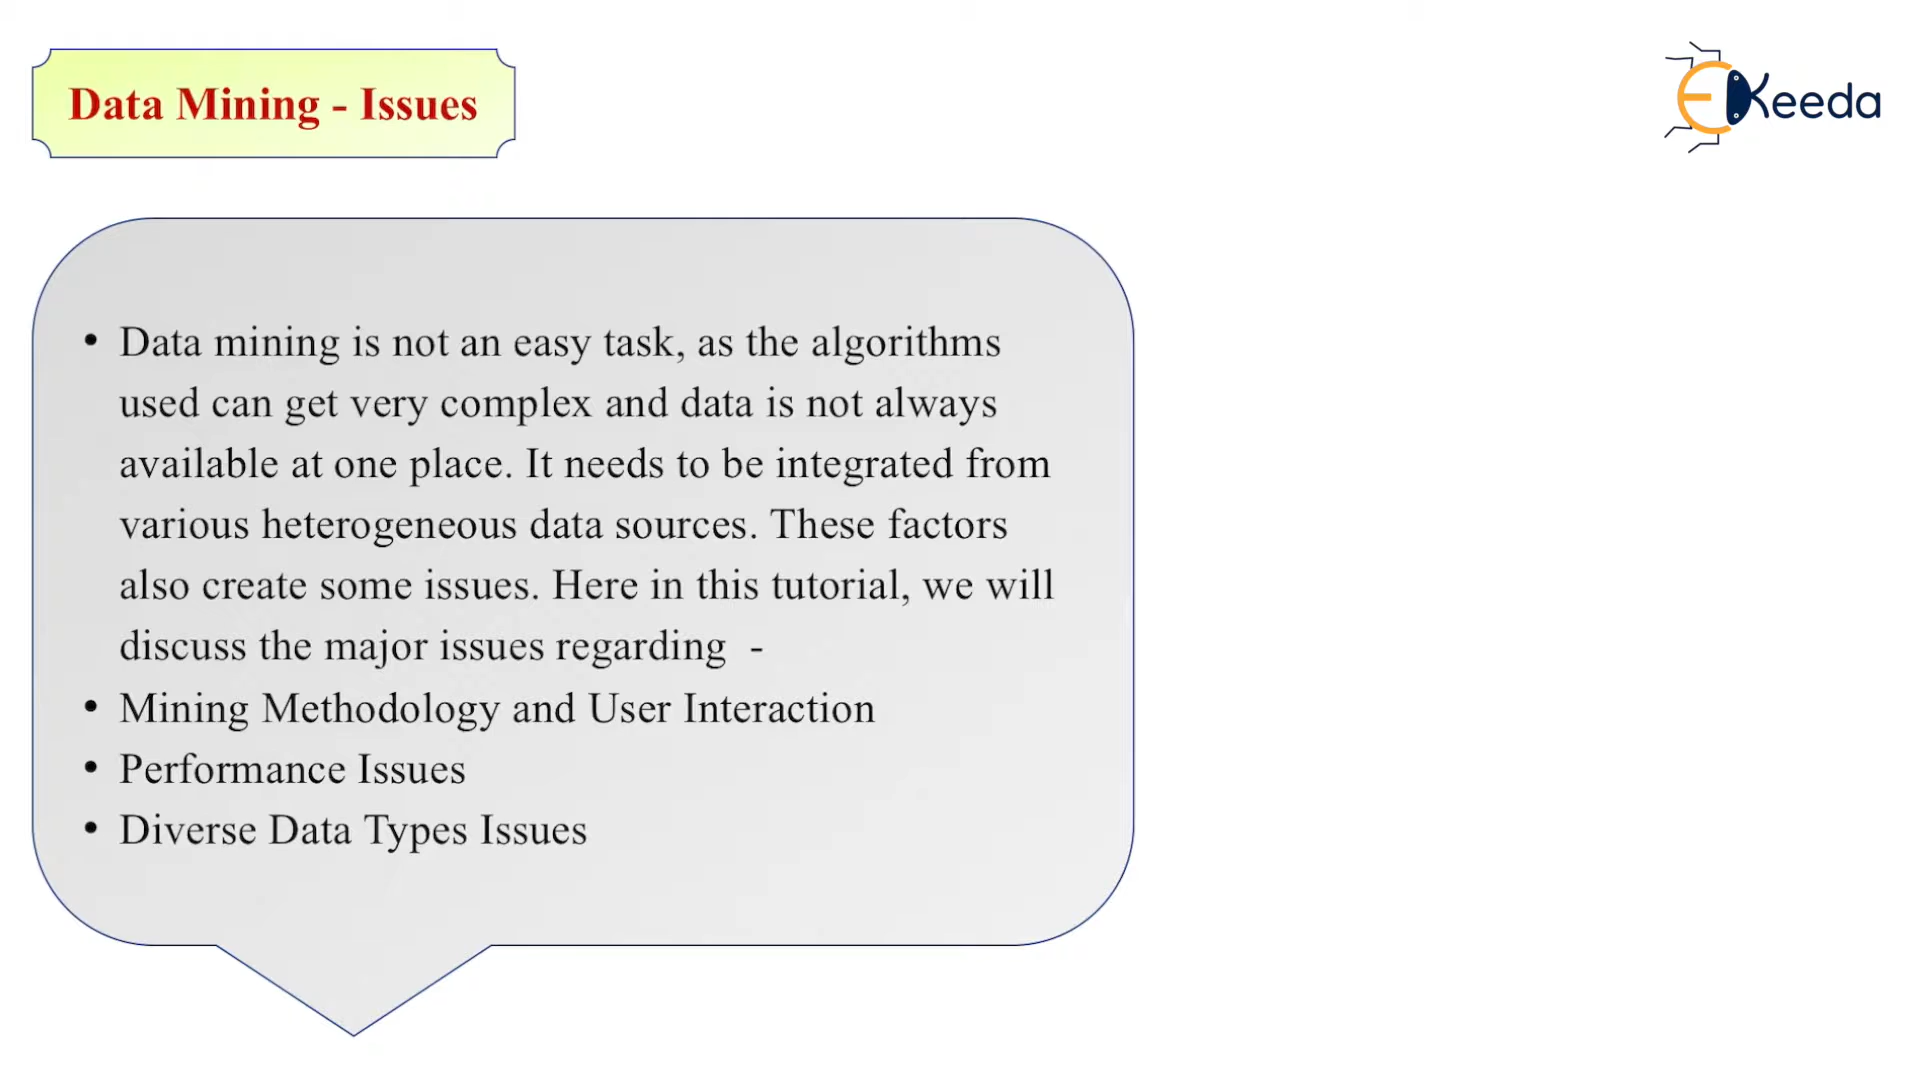 Data Mining - Issues
EKeeda
• Data mining is not an easy task, as the algorithms
used can get very complex and data is not always
available at one place. It needs to be integrated from
various heterogeneous data sources. These factors
also create some issues. Here in this tutorial, we will
discuss the major issues regarding  -
• Mining Methodology and User Interaction
• Performance Issues
• Diverse Data Types Issues